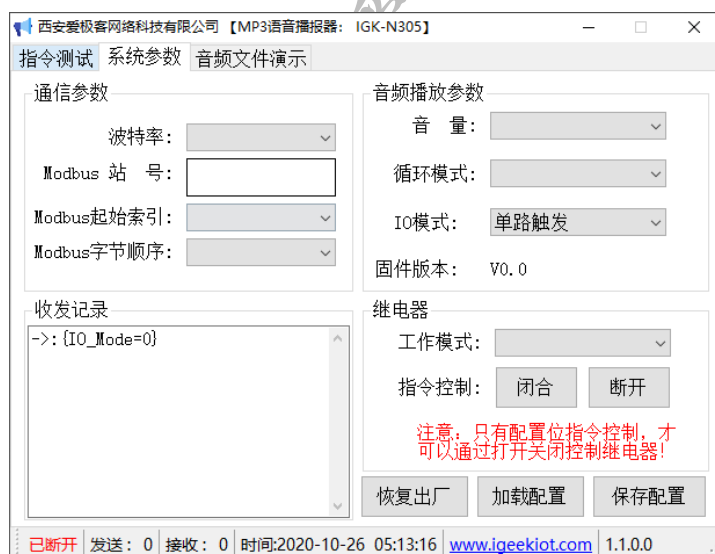 西安爱极客网络科技有限公司 【MP3语音播报器： IGK-N305】
指令测试 系统参数 音频文件演示
通信参数
波特率：
Modbus 站 号：
Modbus起始索引：
Modbus字节顺序：
音频播放参数
音 量：
循环模式：
IO模式： 单路触发
固件版本： V0.0
收发记录
->:{IO_Mode=0}
继电器
工作模式：
指令控制： 闭合 断开
注意：只有配置位指令控制，才
可以通过打开关闭控制继电器!
恢复出厂 加载配置 保存配置
已断开 发送： 0 接收： 0 时间:2020-10-26 05:13:16 www.igeekiot.com 1.1.0.0